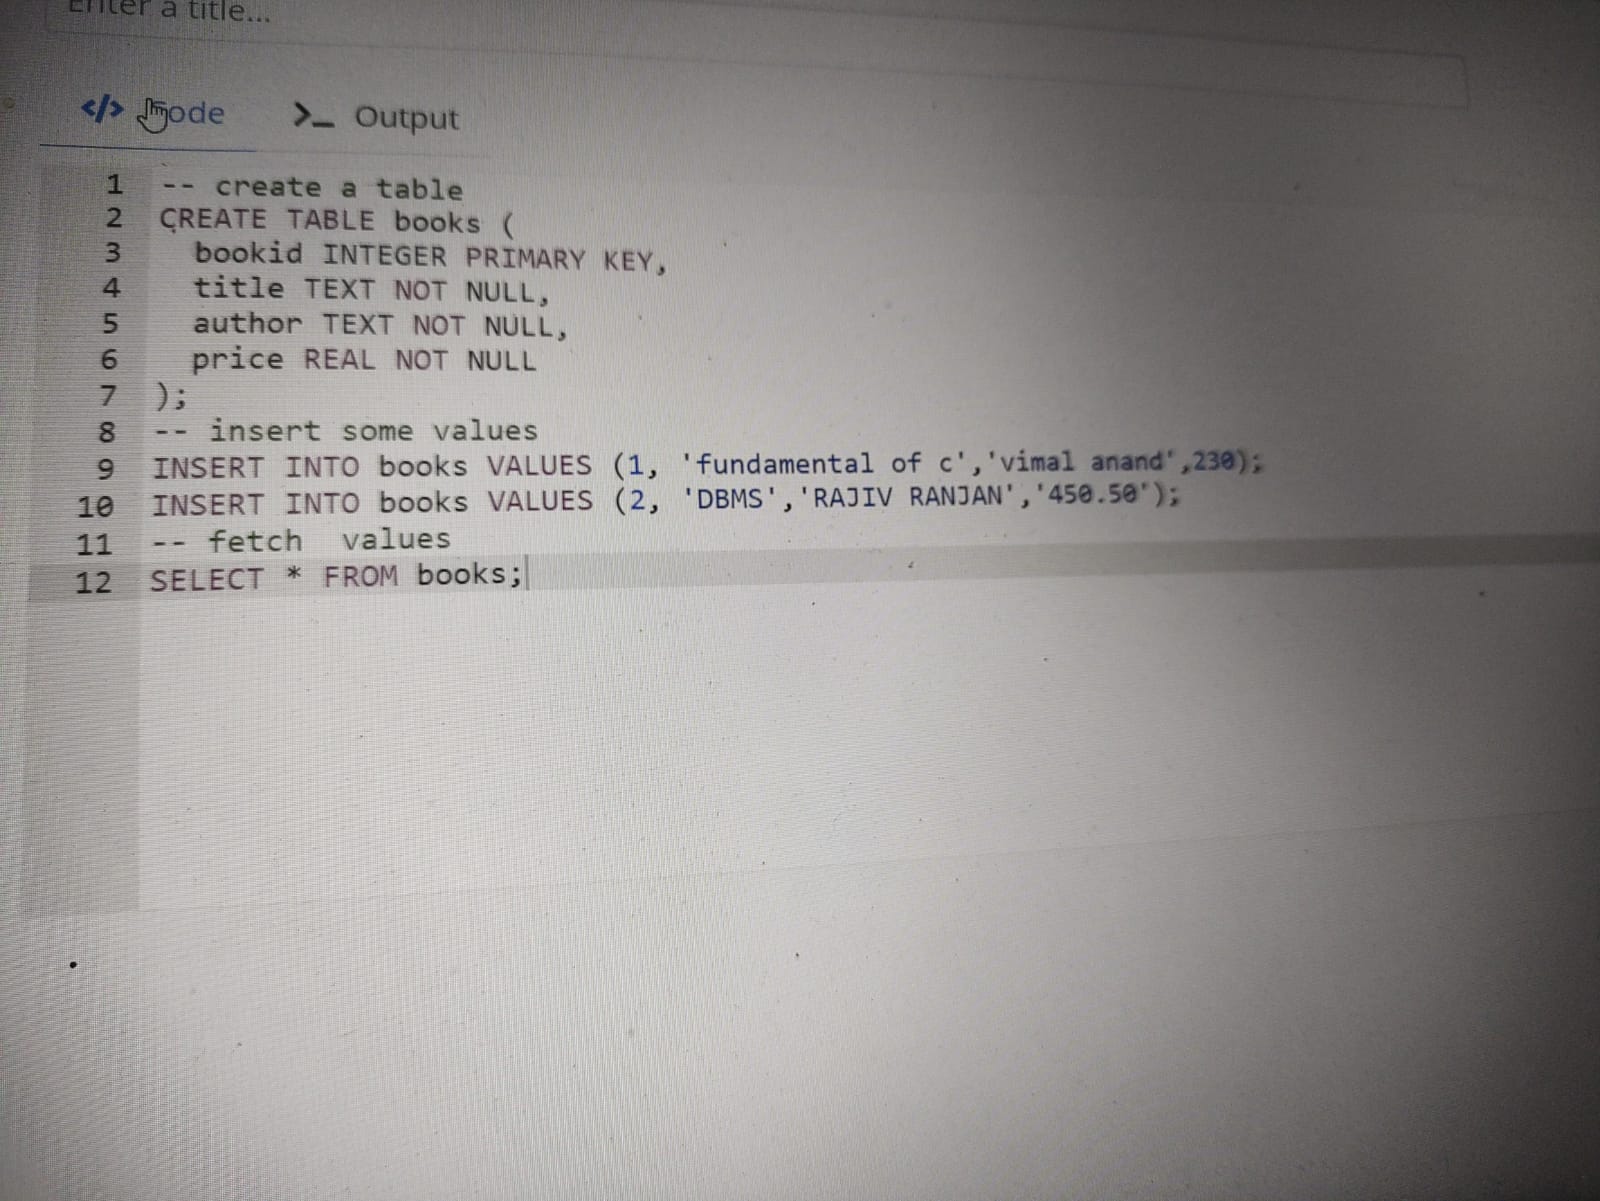 Enter a title...
</> Code >_ Output
1 -- create a table
2 CREATE TABLE books (
3 bookid INTEGER PRIMARY KEY,
4 title TEXT NOT NULL,
5 author TEXT NOT NULL,
6 price REAL NOT NULL
7 );
8 -- insert some values
9 INSERT INTO books VALUES (1, 'fundamental of c','vimal anand',230);
10 INSERT INTO books VALUES (2, 'DBMS','RAJIV RANJAN','450.50');
11 -- fetch  values
12 SELECT * FROM books;